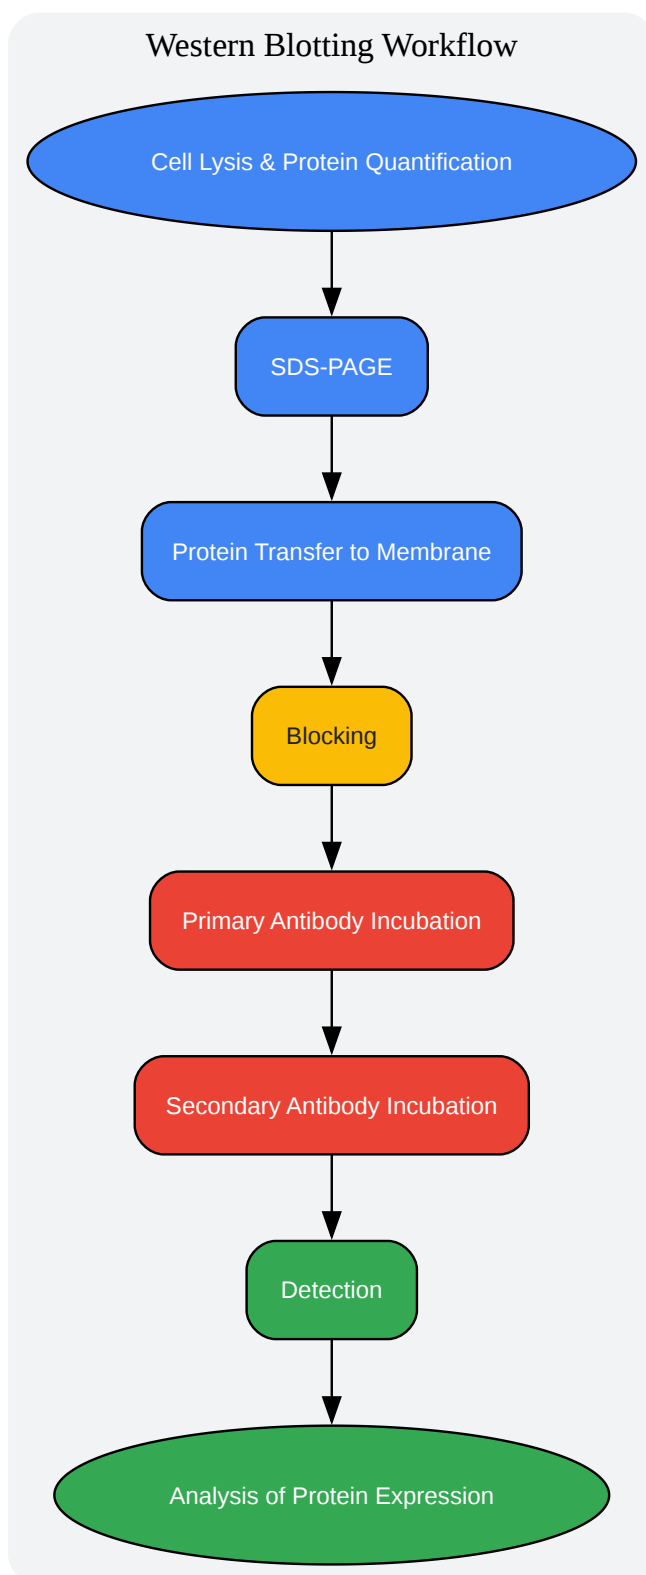 Western Blotting Workflow
Cell Lysis & Protein Quantification
SDS-PAGE
Protein Transfer to Membrane
Blocking
Primary Antibody Incubation
Secondary Antibody Incubation
Detection
Analysis of Protein Expression